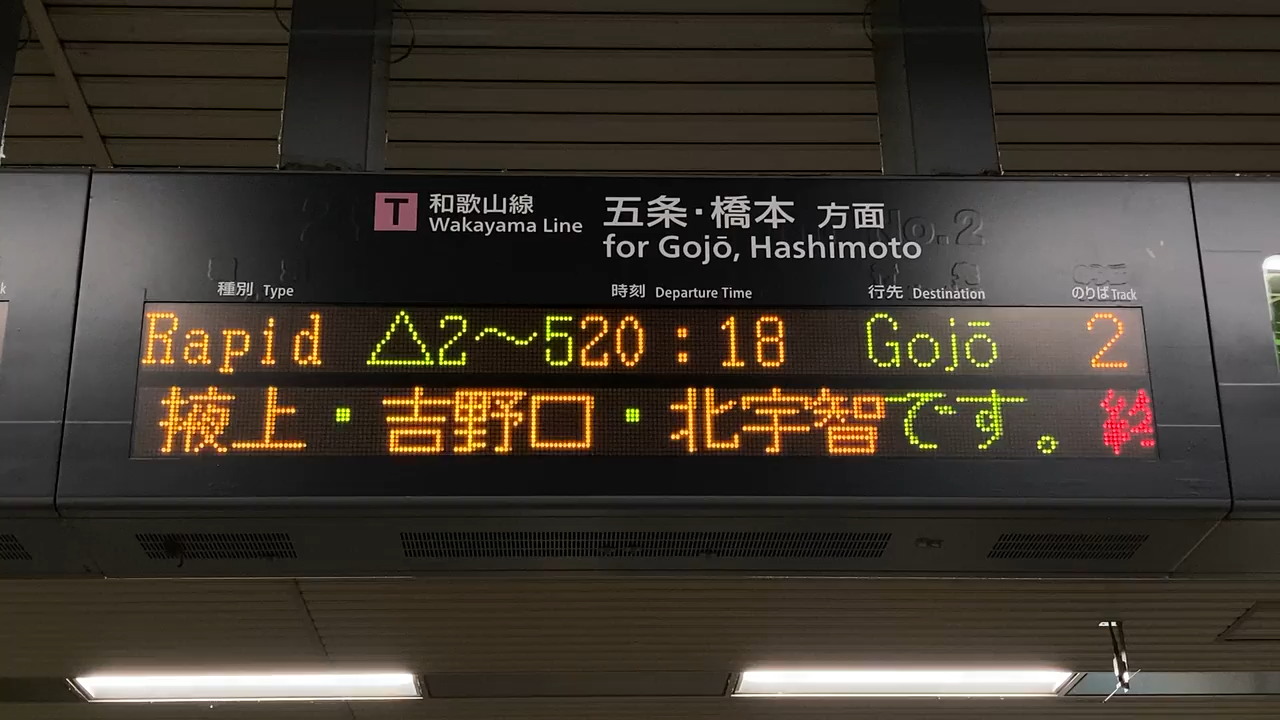 T 和歌山線 五条・橋本 方面
Wakayama Line for Gojō, Hashimoto
種別 Type 時刻 Departure Time 行先 Destination のりば Track
Rapid △2〜5 20:18 Gojō 2
掖上・吉野口・北宇智です。